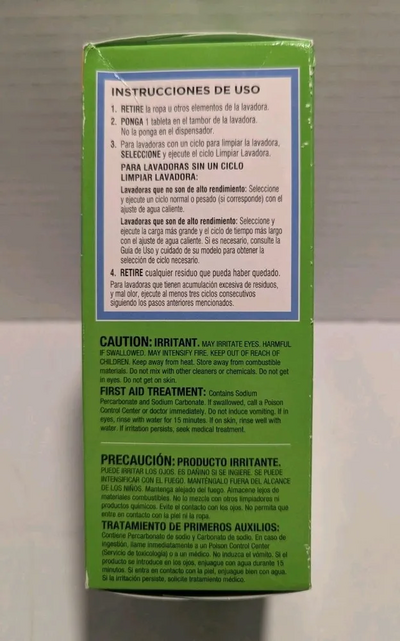 INSTRUCCIONES DE USO
1. RETIRE la ropa u otros elementos de la lavadora.
2. PONGA 1 tableta en el tambor de la lavadora.
No la ponga en el dispensador.
3. Para lavadoras con un ciclo para limpiar la lavadora,
SELECCIONE y ejecute el ciclo Limpiar Lavadora.
PARA LAVADORAS SIN UN CICLO
LIMPIAR LAVADORA:
Lavadoras que no son de alto rendimiento: Seleccione
y ejecute un ciclo normal o pesado (si corresponde) con el
ajuste de agua caliente.
Lavadoras que son de alto rendimiento: Seleccione y
ejecute la carga más grande y el ciclo de tiempo más largo
con el ajuste de agua caliente. Si es necesario, consulte la
Guía de Uso y cuidado de su modelo para obtener la
selección de ciclo necesario.
4. RETIRE cualquier residuo que pueda haber quedado.
Para lavadoras que tienen acumulación excesiva de residuos,
y mal olor, ejecute al menos tres ciclos consecutivos
siguiendo los pasos anteriores mencionados.
CAUTION: IRRITANT. MAY IRRITATE EYES. HARMFUL
IF SWALLOWED. MAY INTENSIFY FIRE. KEEP OUT OF REACH OF
CHILDREN. Keep away from heat. Store away from combustible
materials. Do not mix with other cleaners or chemicals. Do not get
in eyes. Do not get on skin.
FIRST AID TREATMENT: Contains Sodium
Percarbonate and Sodium Carbonate. If swallowed, call a Poison
Control Center or doctor immediately. Do not induce vomiting. If in
eyes, rinse with water for 15 minutes. If on skin, rinse well with
water. If irritation persists, seek medical treatment.
PRECAUCIÓN: PRODUCTO IRRITANTE.
PUEDE IRRITAR LOS OJOS. ES DAÑINO SI SE INGIERE. SE PUEDE
INTENSIFICAR CON EL FUEGO. MANTÉNGALO FUERA DEL ALCANCE
DE LOS NIÑOS. Mantenga alejado del fuego. Almacene lejos de
materiales combustibles. No lo mezcle con otros limpiadores ni
productos químicos. Evite el contacto con los ojos. No permita que
entre en contacto con la piel ni la ropa.
TRATAMIENTO DE PRIMEROS AUXILIOS:
Contiene Percarbonato de sodio y Carbonato de sodio. En caso de
ingestión, llame inmediatamente a un Poison Control Center
(Servicio de toxicología) o a un médico. No induzca el vómito. Si el
producto se introduce en los ojos, enjuague con agua durante 15
minutos. Si entra en contacto con la piel, enjuague bien con agua.
Si la irritación persiste, solicite tratamiento médico.